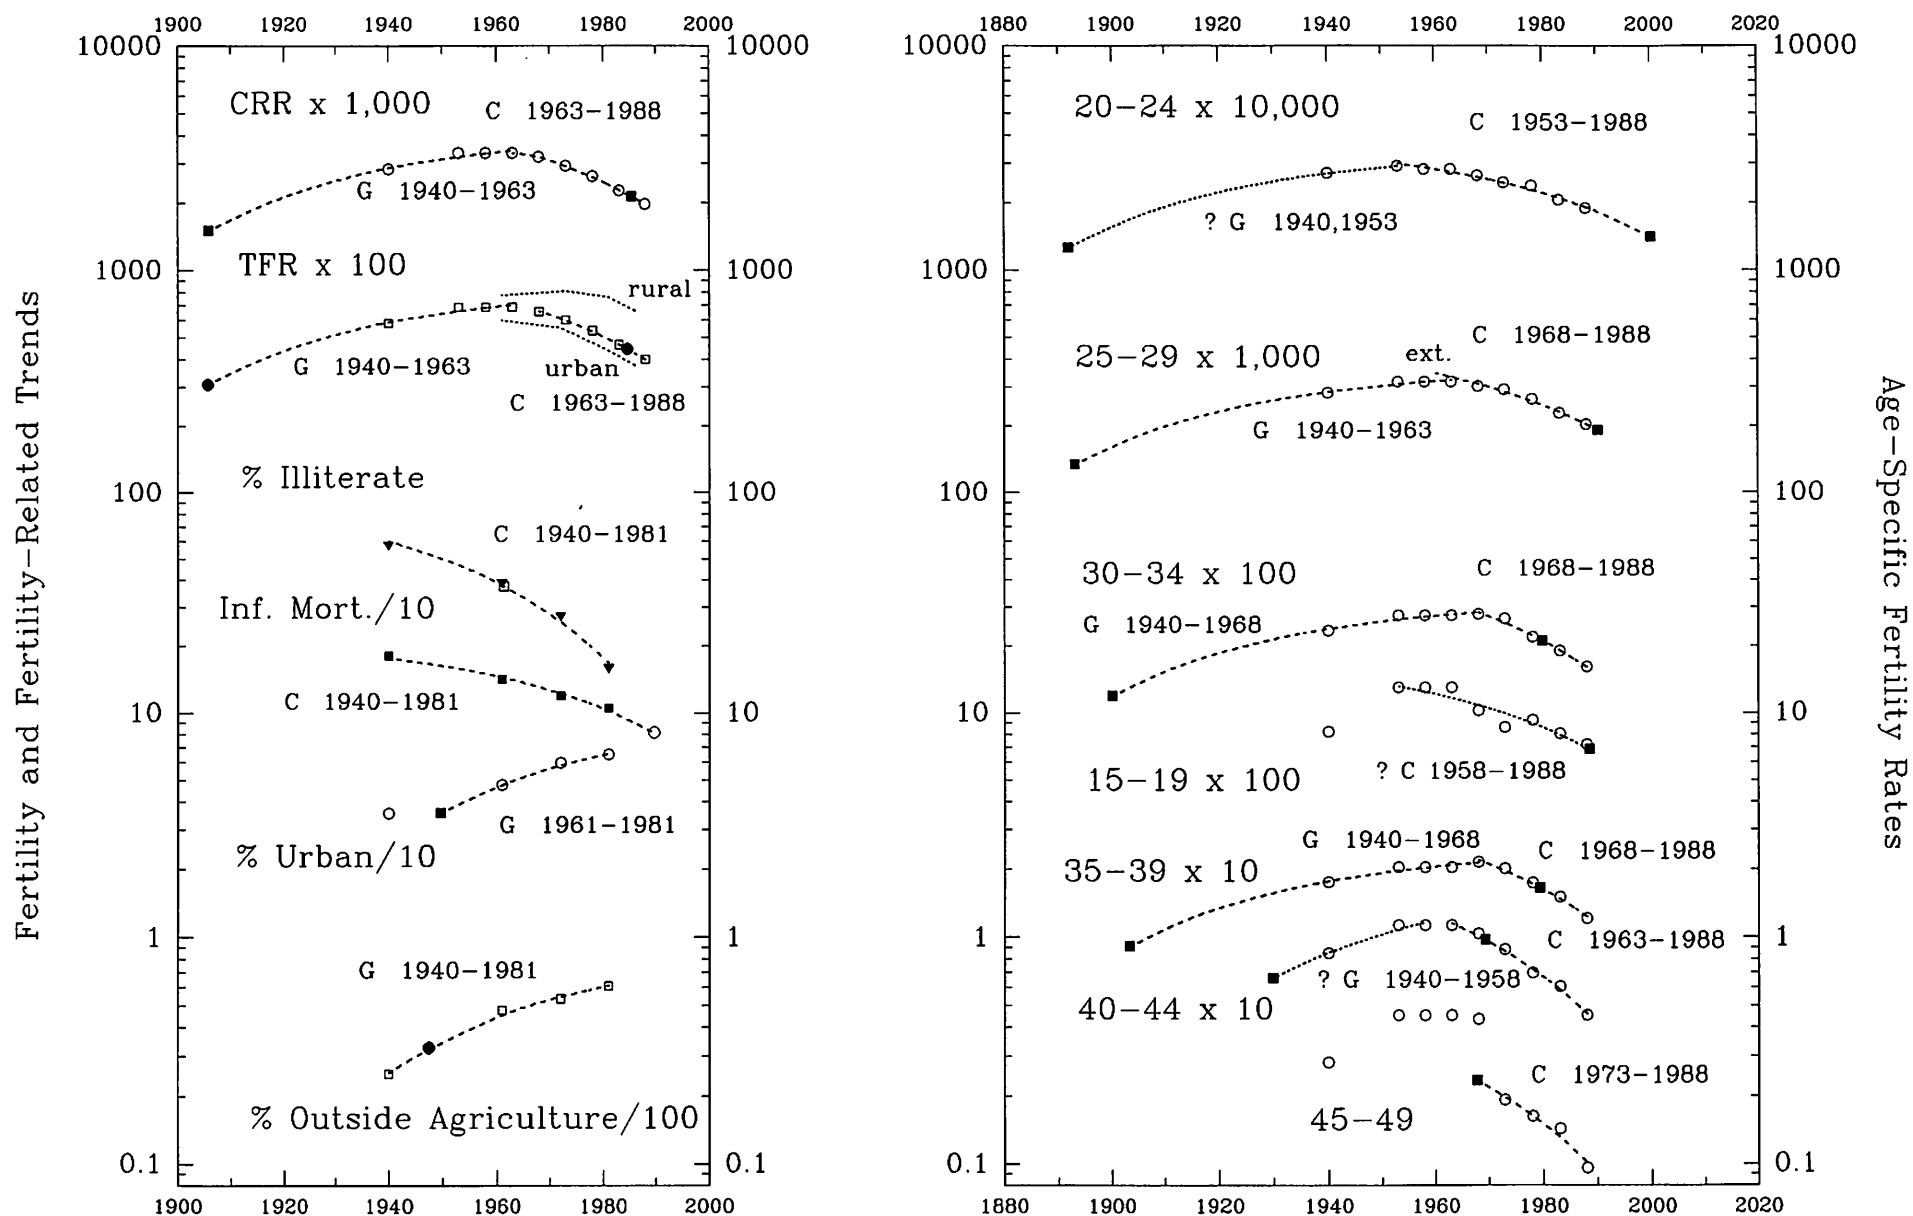 1900 1920 1940 1960 1980 2000
10000 10000
CRR x 1,000
C 1963-1988
G 1940-1963
TFR x 100
1000 1000
rural
urban
G 1940-1963
C 1963-1988
% Illiterate
100 100
C 1940-1981
Inf. Mort./10
C 1940-1981
10 10
G 1961-1981
% Urban/10
1 1
G 1940-1981
% Outside Agriculture/100
0.1 0.1
1900 1920 1940 1960 1980 2000
Fertility and Fertility-Related Trends
1880 1900 1920 1940 1960 1980 2000 2020
10000 10000
20-24 x 10,000
C 1953-1988
? G 1940,1953
1000 1000
C 1968-1988
25-29 x 1,000
ext.
G 1940-1963
100 100
30-34 x 100
C 1968-1988
G 1940-1968
10 10
15-19 x 100
? C 1958-1988
G 1940-1968
C 1968-1988
35-39 x 10
1 1
C 1963-1988
? G 1940-1958
40-44 x 10
C 1973-1988
45-49
0.1 0.1
1880 1900 1920 1940 1960 1980 2000 2020
Age-Specific Fertility Rates